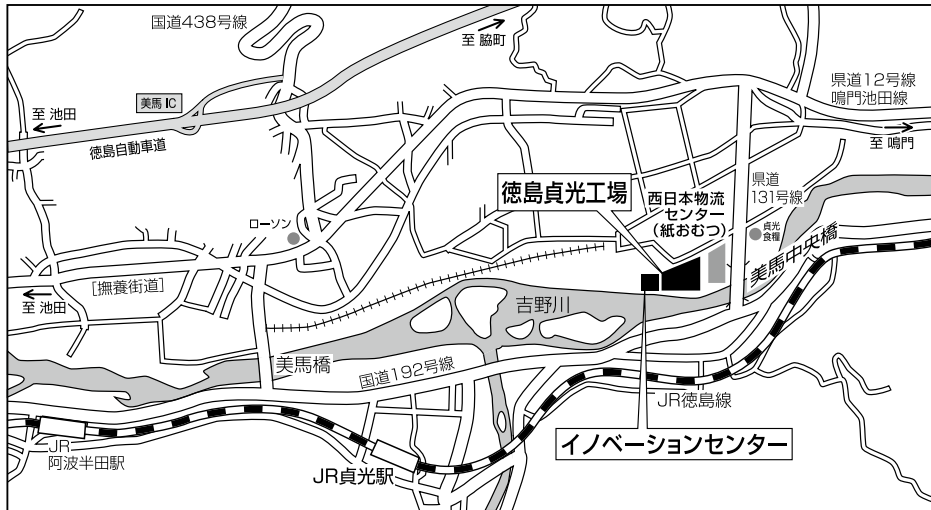 国道438号線
至 脇町
美馬 IC
至 池田
徳島自動車道
県道12号線
鳴門池田線
至 鳴門
徳島貞光工場
西日本物流
センター
（紙おむつ）
県道
131号線
貞光
食糧
ローソン
美馬中央橋
［撫養街道］
至 池田
吉野川
美馬橋
国道192号線
JR徳島線
イノベーションセンター
JR
阿波半田駅
JR貞光駅